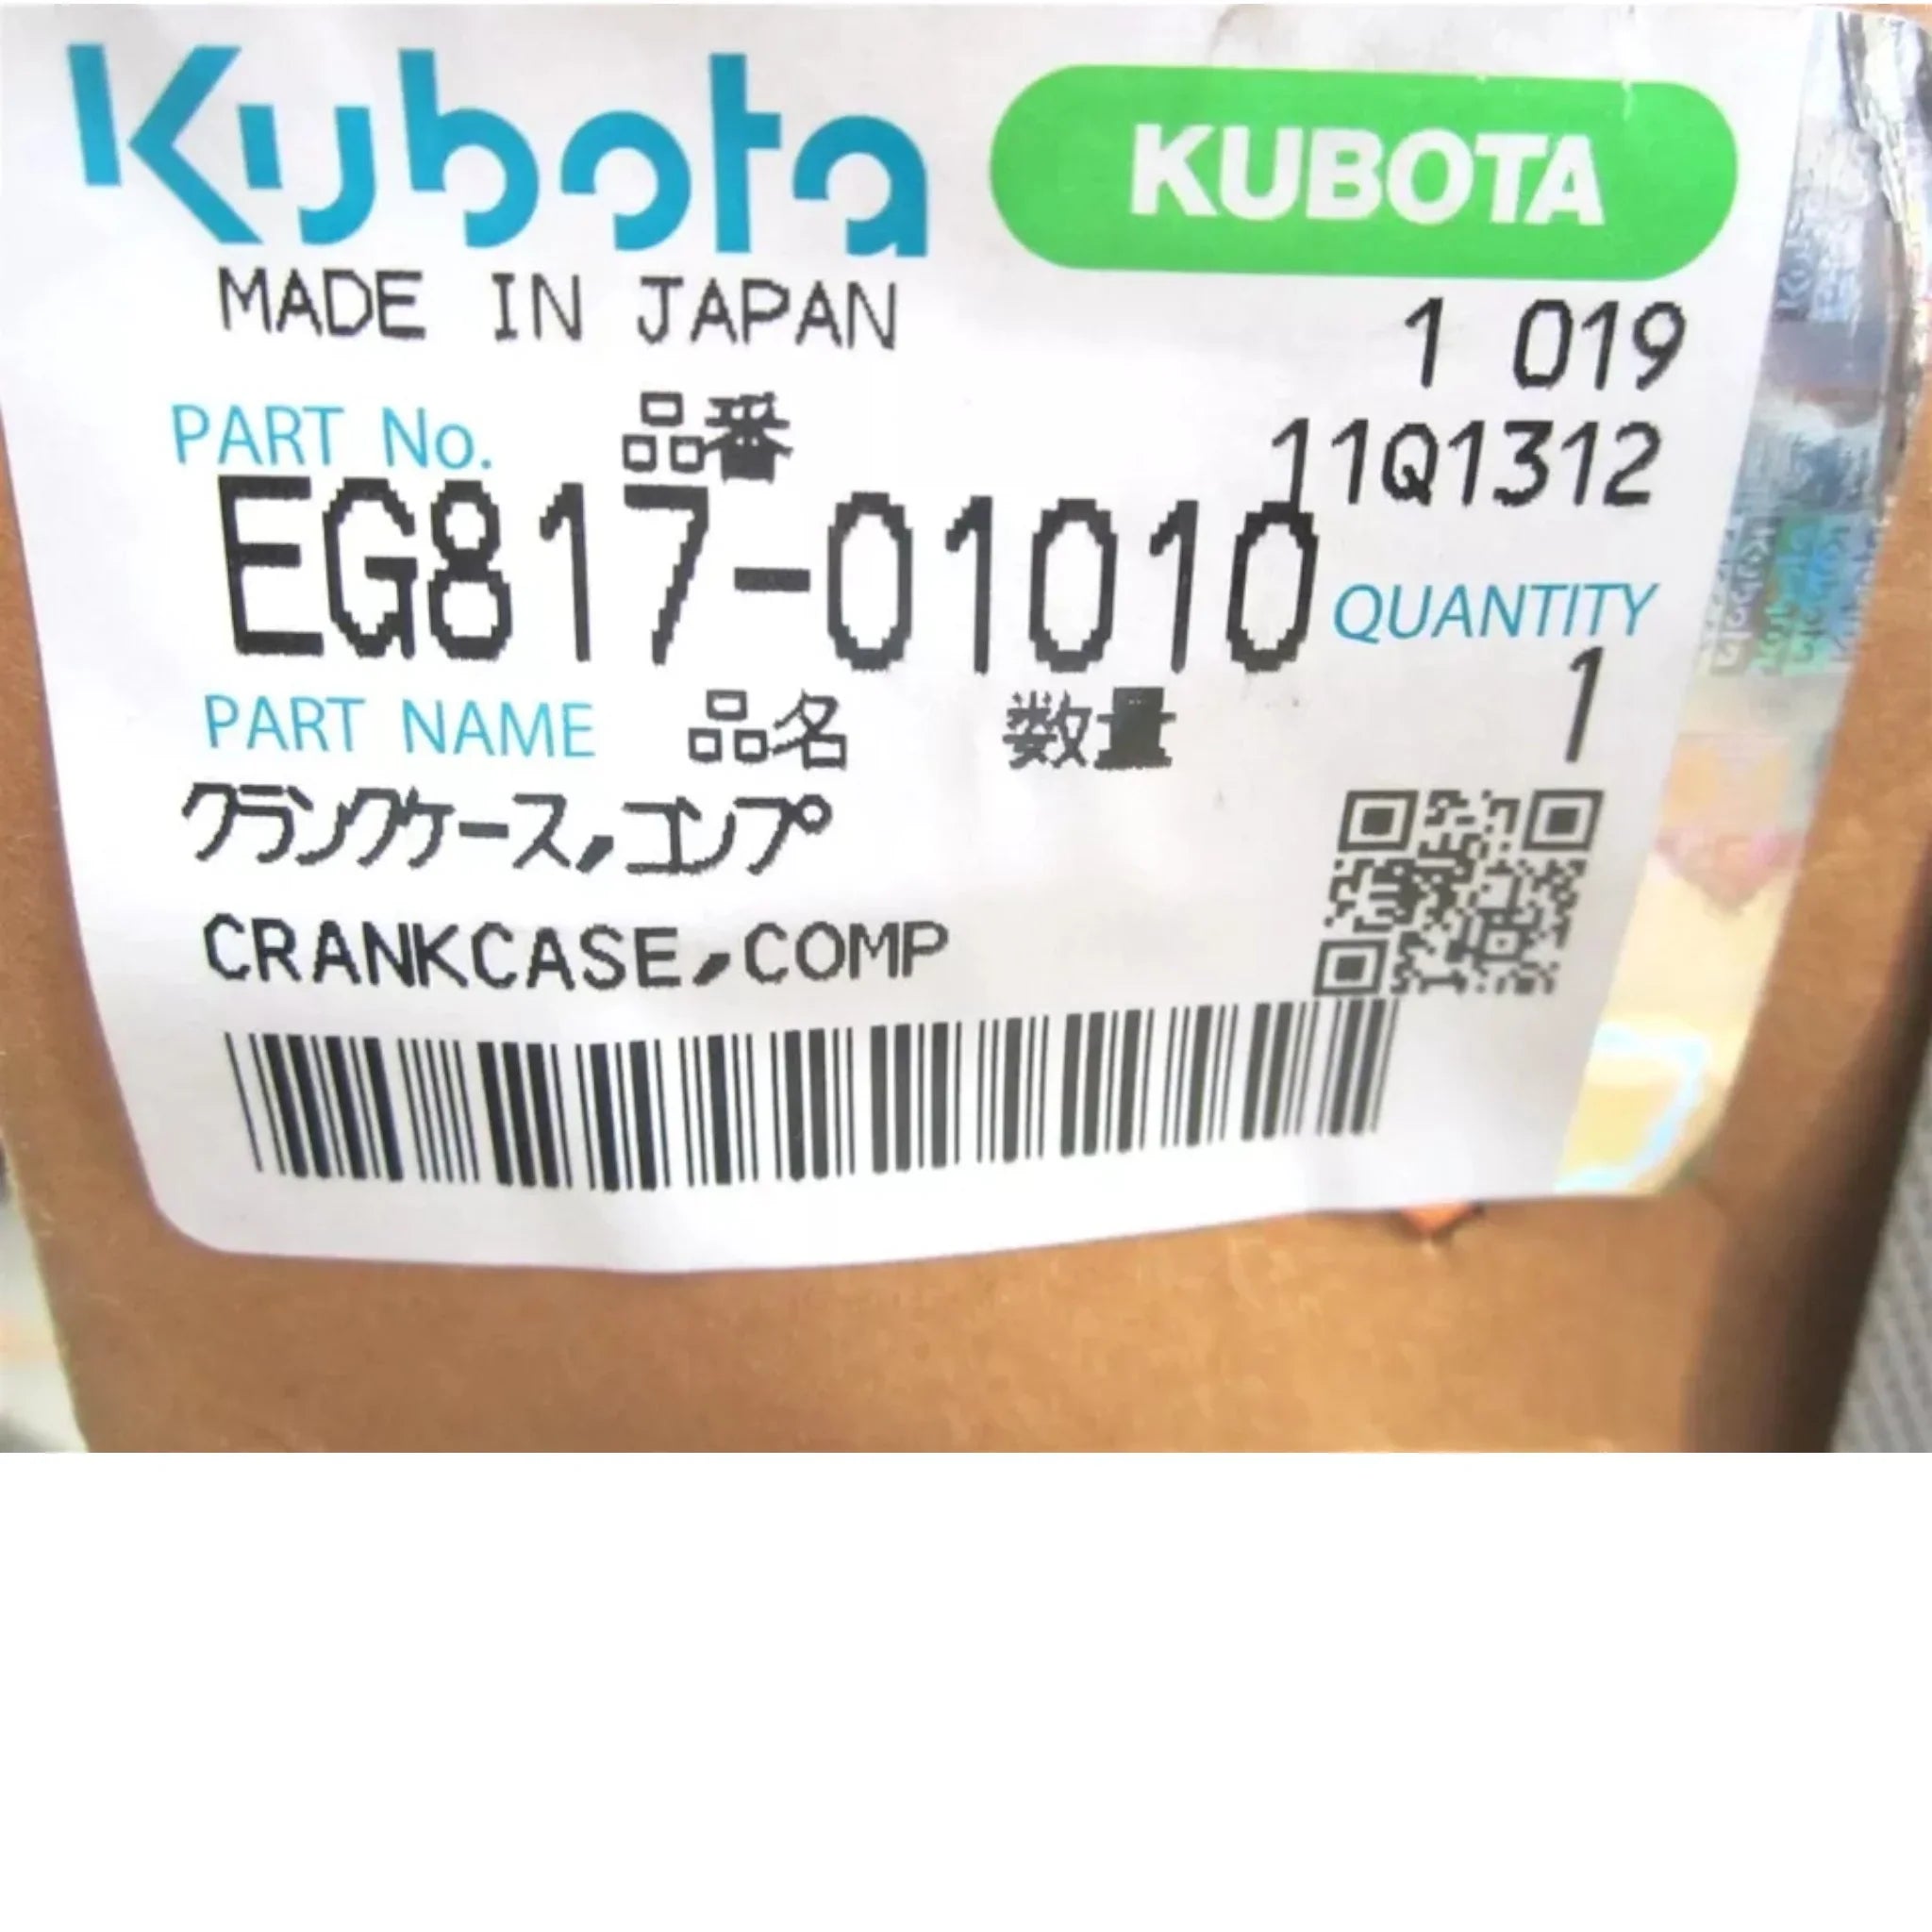 Kubota KUBOTA
MADE IN JAPAN 1 019
PART No. 品番 11Q1312
EG817-01010 QUANTITY
PART NAME 品名 数量 1
クランクケース,コンプ
CRANKCASE,COMP